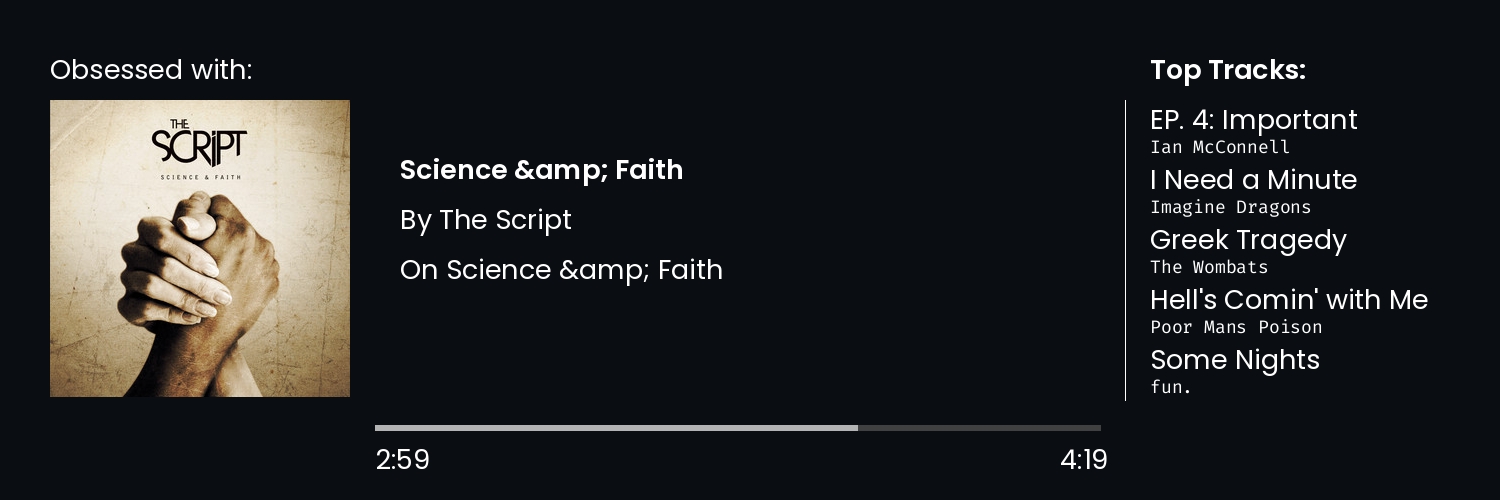 Obsessed with:
THE
SCRiPT
SCIENCE & FAITH
Science &amp; Faith
By The Script
On Science &amp; Faith
2:59
4:19
Top Tracks:
EP. 4: Important
Ian McConnell
I Need a Minute
Imagine Dragons
Greek Tragedy
The Wombats
Hell's Comin' with Me
Poor Mans Poison
Some Nights
fun.